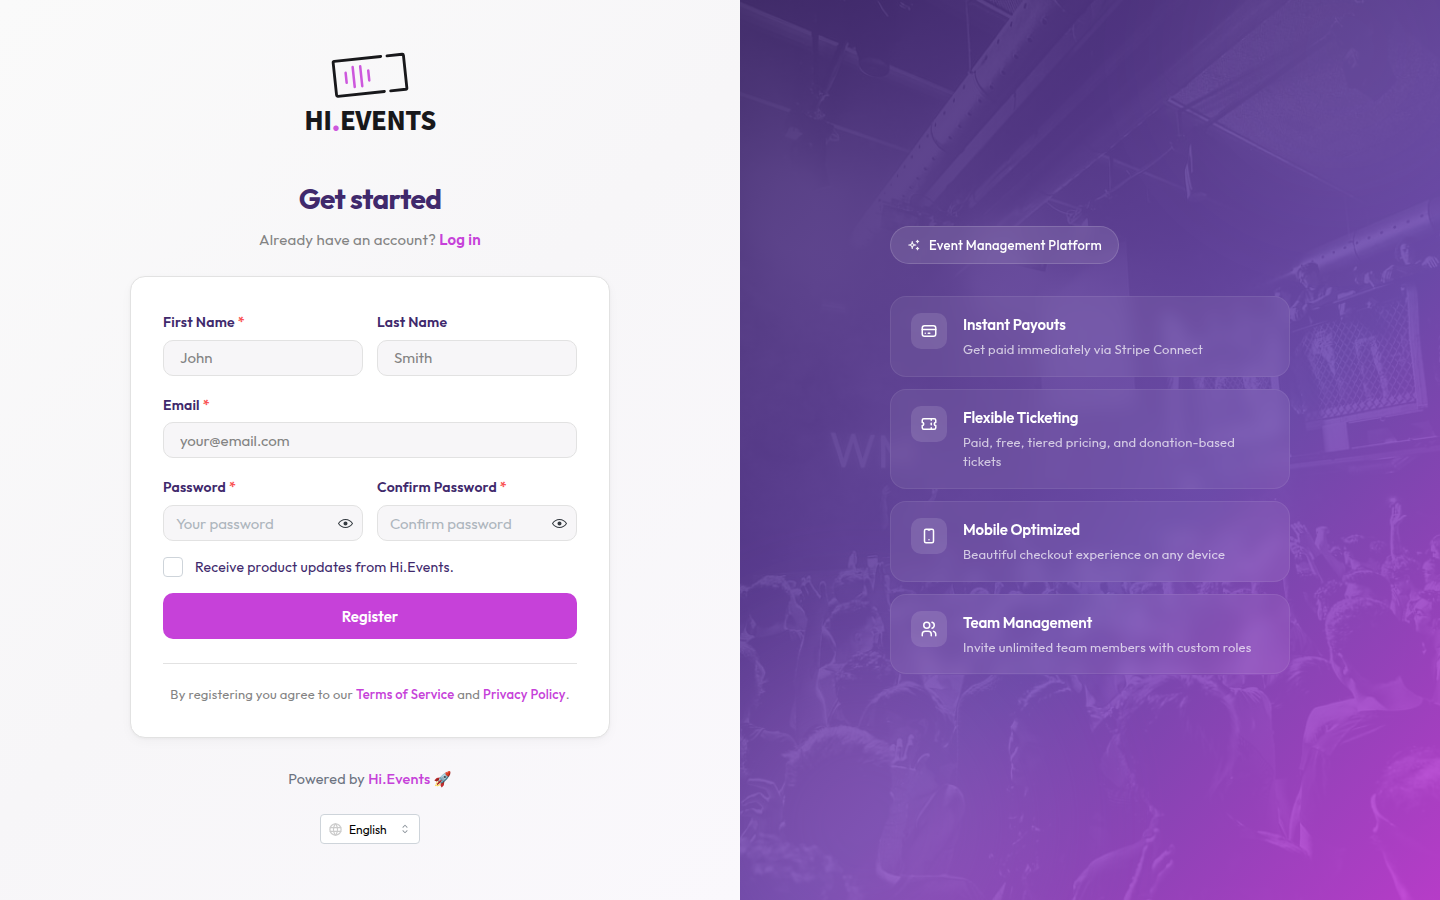 HI.EVENTS
Get started
Already have an account? Log in
First Name *
Last Name
John
Smith
Email *
your@email.com
Password *
Confirm Password *
Your password
Confirm password
Receive product updates from Hi.Events.
Register
By registering you agree to our Terms of Service and Privacy Policy.
Powered by Hi.Events 🚀
English
Event Management Platform
Instant Payouts
Get paid immediately via Stripe Connect
Flexible Ticketing
Paid, free, tiered pricing, and donation-based
tickets
Mobile Optimized
Beautiful checkout experience on any device
Team Management
Invite unlimited team members with custom roles